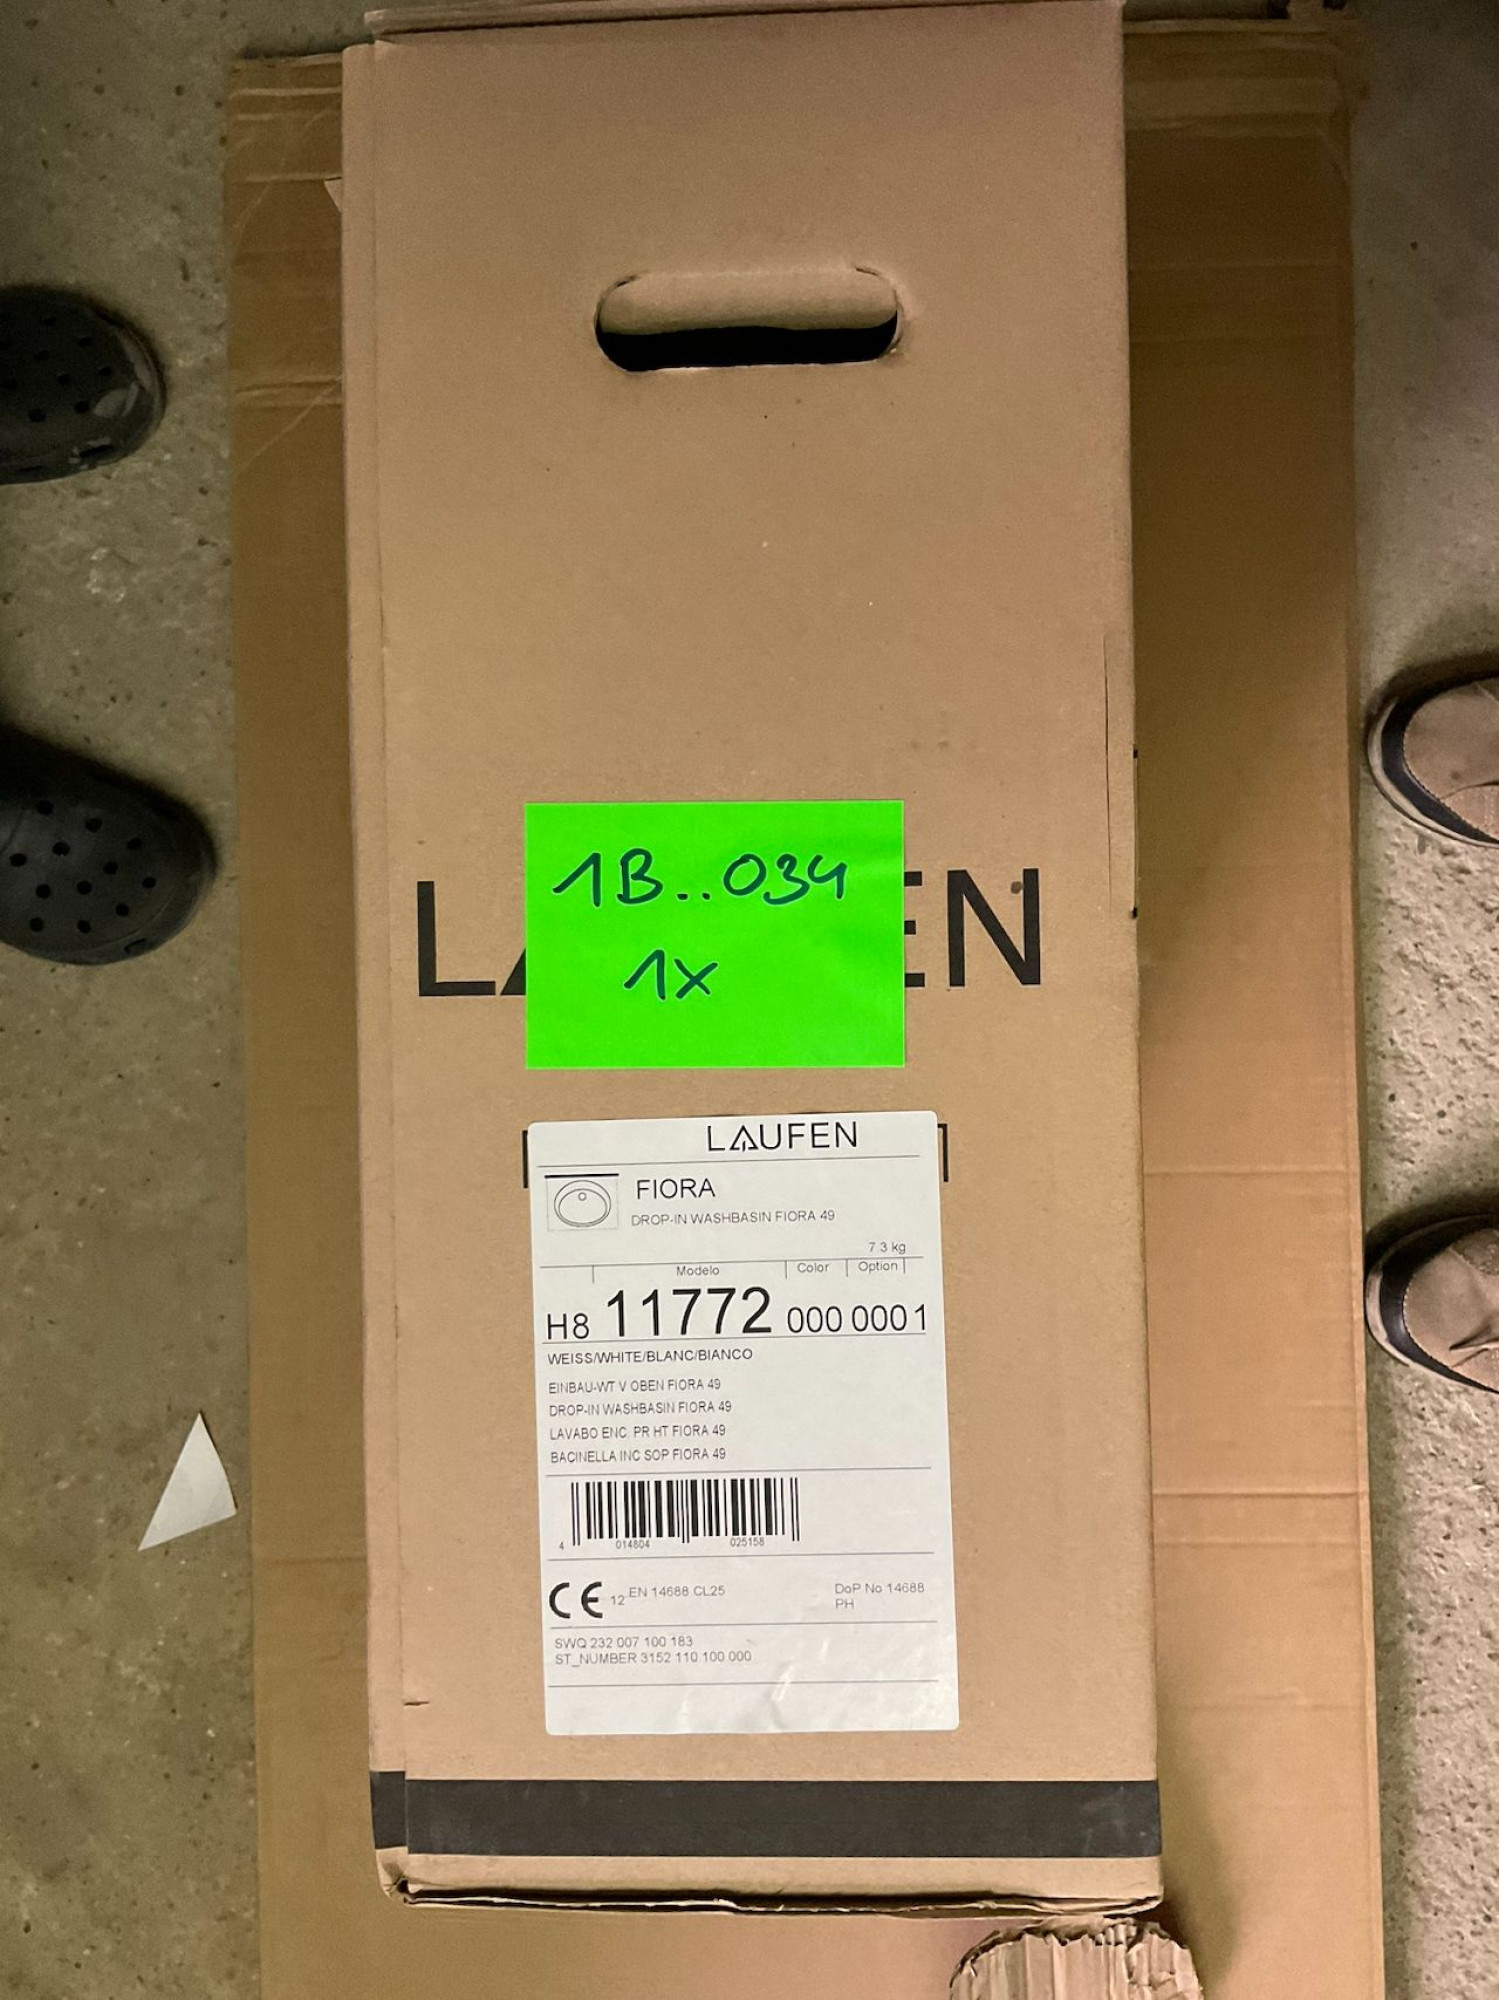 1B..034
1x
LAUFEN
FIORA
DROP-IN WASHBASIN FIORA 49
7.3 kg
Modelo Color Option
H8 11772 000 000 1
WEISS/WHITE/BLANC/BIANCO
EINBAU-WT V OBEN FIORA 49
DROP-IN WASHBASIN FIORA 49
LAVABO ENC. PR HT FIORA 49
BACINELLA INC SOP FIORA 49
4 014804 025158
CE 12 EN 14688 CL25 DoP No 14688
PH
SWQ 232 007 100 183
ST_NUMBER 3152 110 100 000